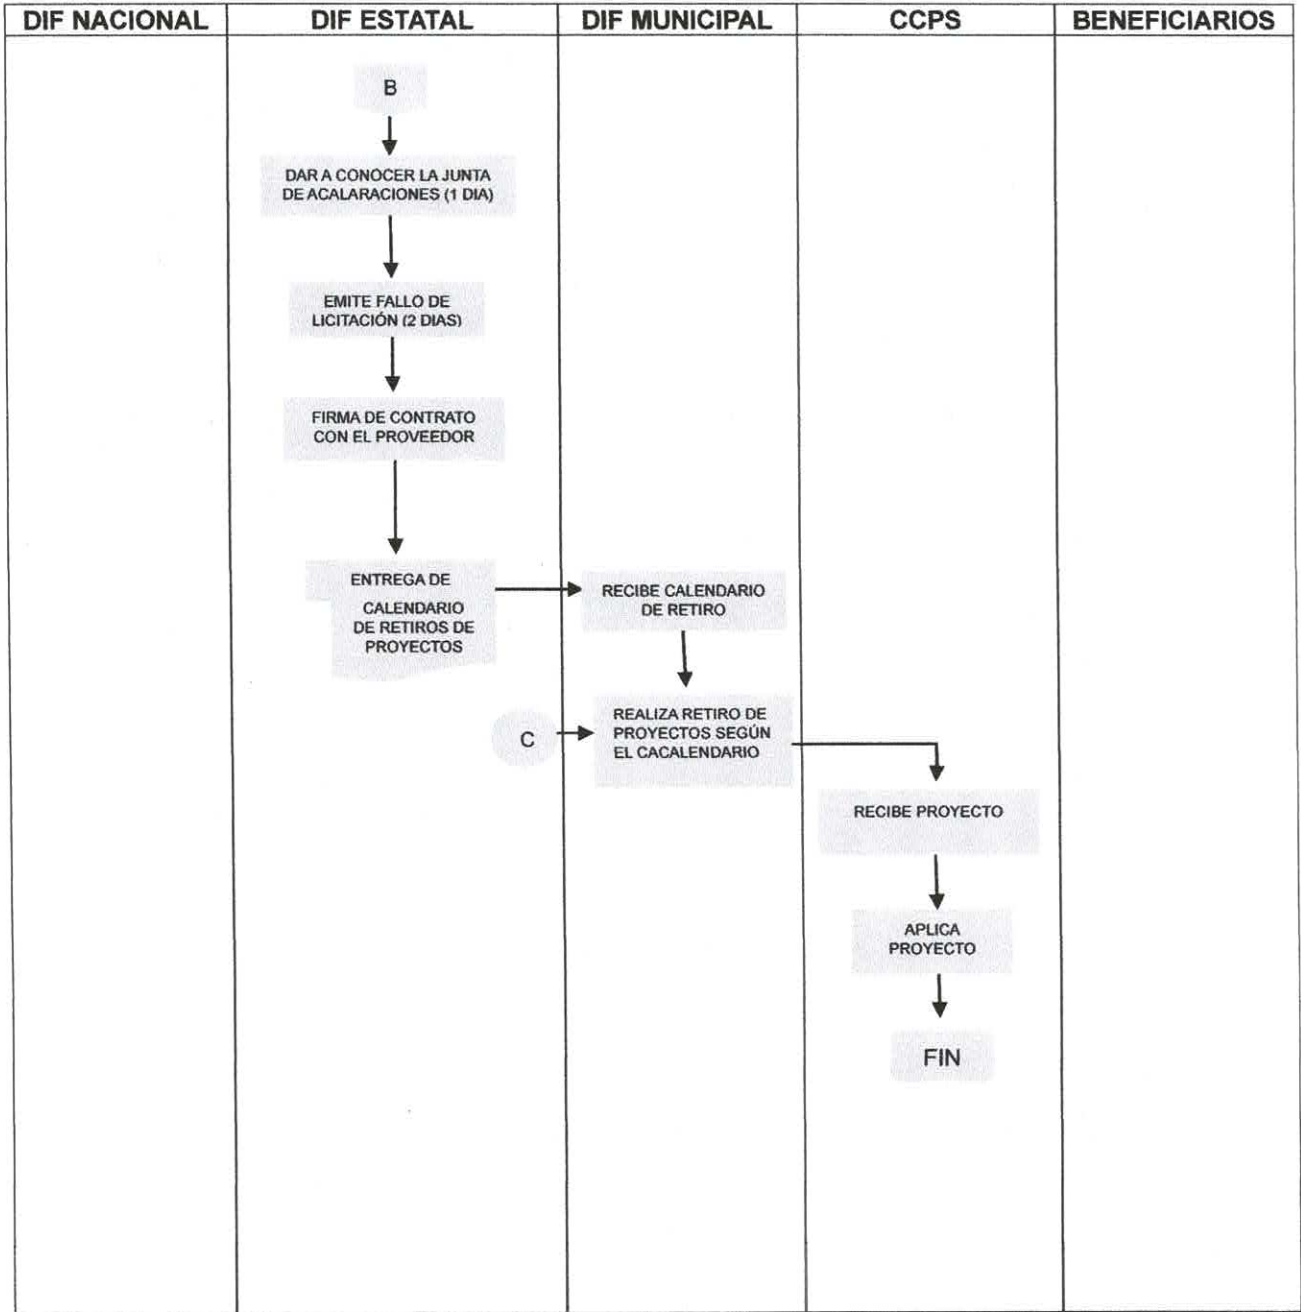 DIF NACIONAL
DIF ESTATAL
DIF MUNICIPAL
CCPS
BENEFICIARIOS
B
DAR A CONOCER LA JUNTA
DE ACALARACIONES (1 DIA)
EMITE FALLO DE
LICITACIÓN (2 DIAS)
FIRMA DE CONTRATO
CON EL PROVEEDOR
ENTREGA DE
CALENDARIO
DE RETIROS DE
PROYECTOS
RECIBE CALENDARIO
DE RETIRO
C
REALIZA RETIRO DE
PROYECTOS SEGÚN
EL CACALENDARIO
RECIBE PROYECTO
APLICA
PROYECTO
FIN